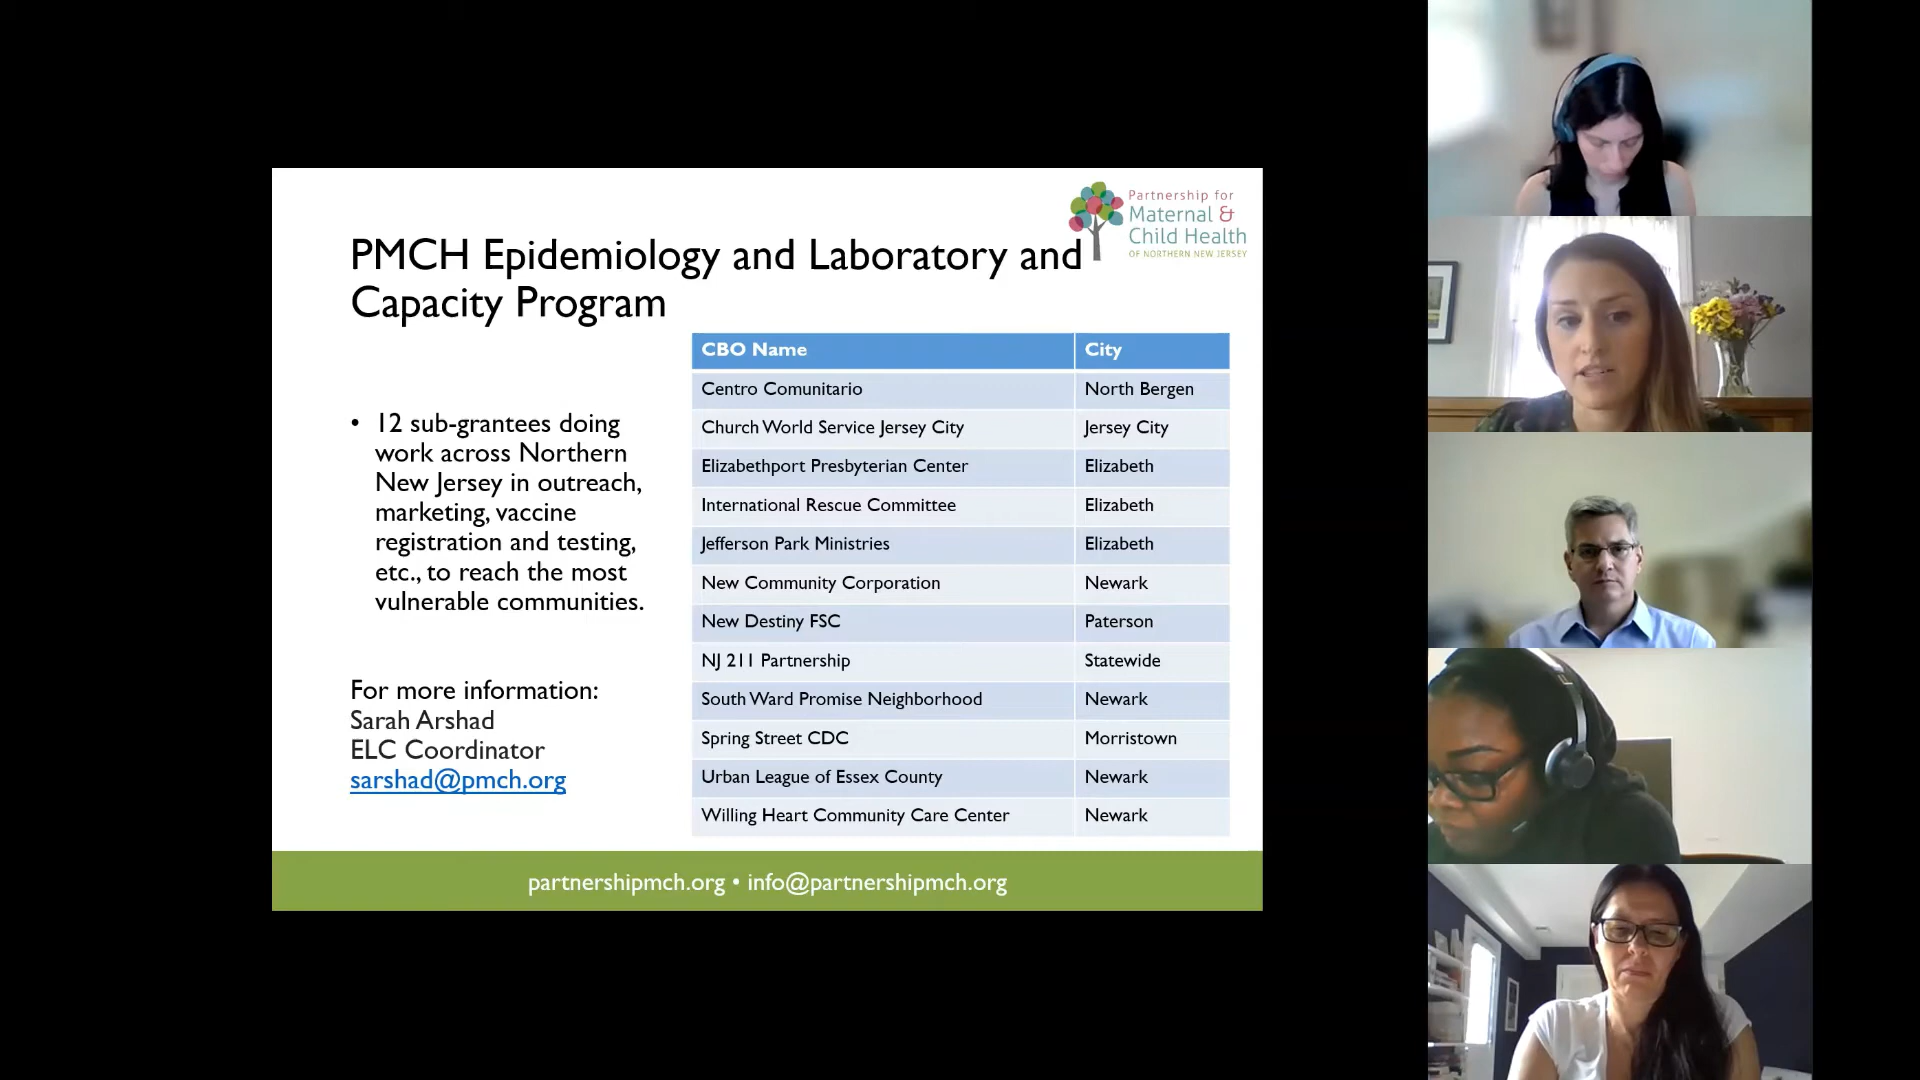 Partnership for
Maternal &
Child Health
OF NORTHERN NEW JERSEY
PMCH Epidemiology and Laboratory and
Capacity Program
• 12 sub-grantees doing
work across Northern
New Jersey in outreach,
marketing, vaccine
registration and testing,
etc., to reach the most
vulnerable communities.
For more information:
Sarah Arshad
ELC Coordinator
sarshad@pmch.org
CBO Name City
Centro Comunitario North Bergen
Church World Service Jersey City Jersey City
Elizabethport Presbyterian Center Elizabeth
International Rescue Committee Elizabeth
Jefferson Park Ministries Elizabeth
New Community Corporation Newark
New Destiny FSC Paterson
NJ 211 Partnership Statewide
South Ward Promise Neighborhood Newark
Spring Street CDC Morristown
Urban League of Essex County Newark
Willing Heart Community Care Center Newark
partnershipmch.org • info@partnershipmch.org